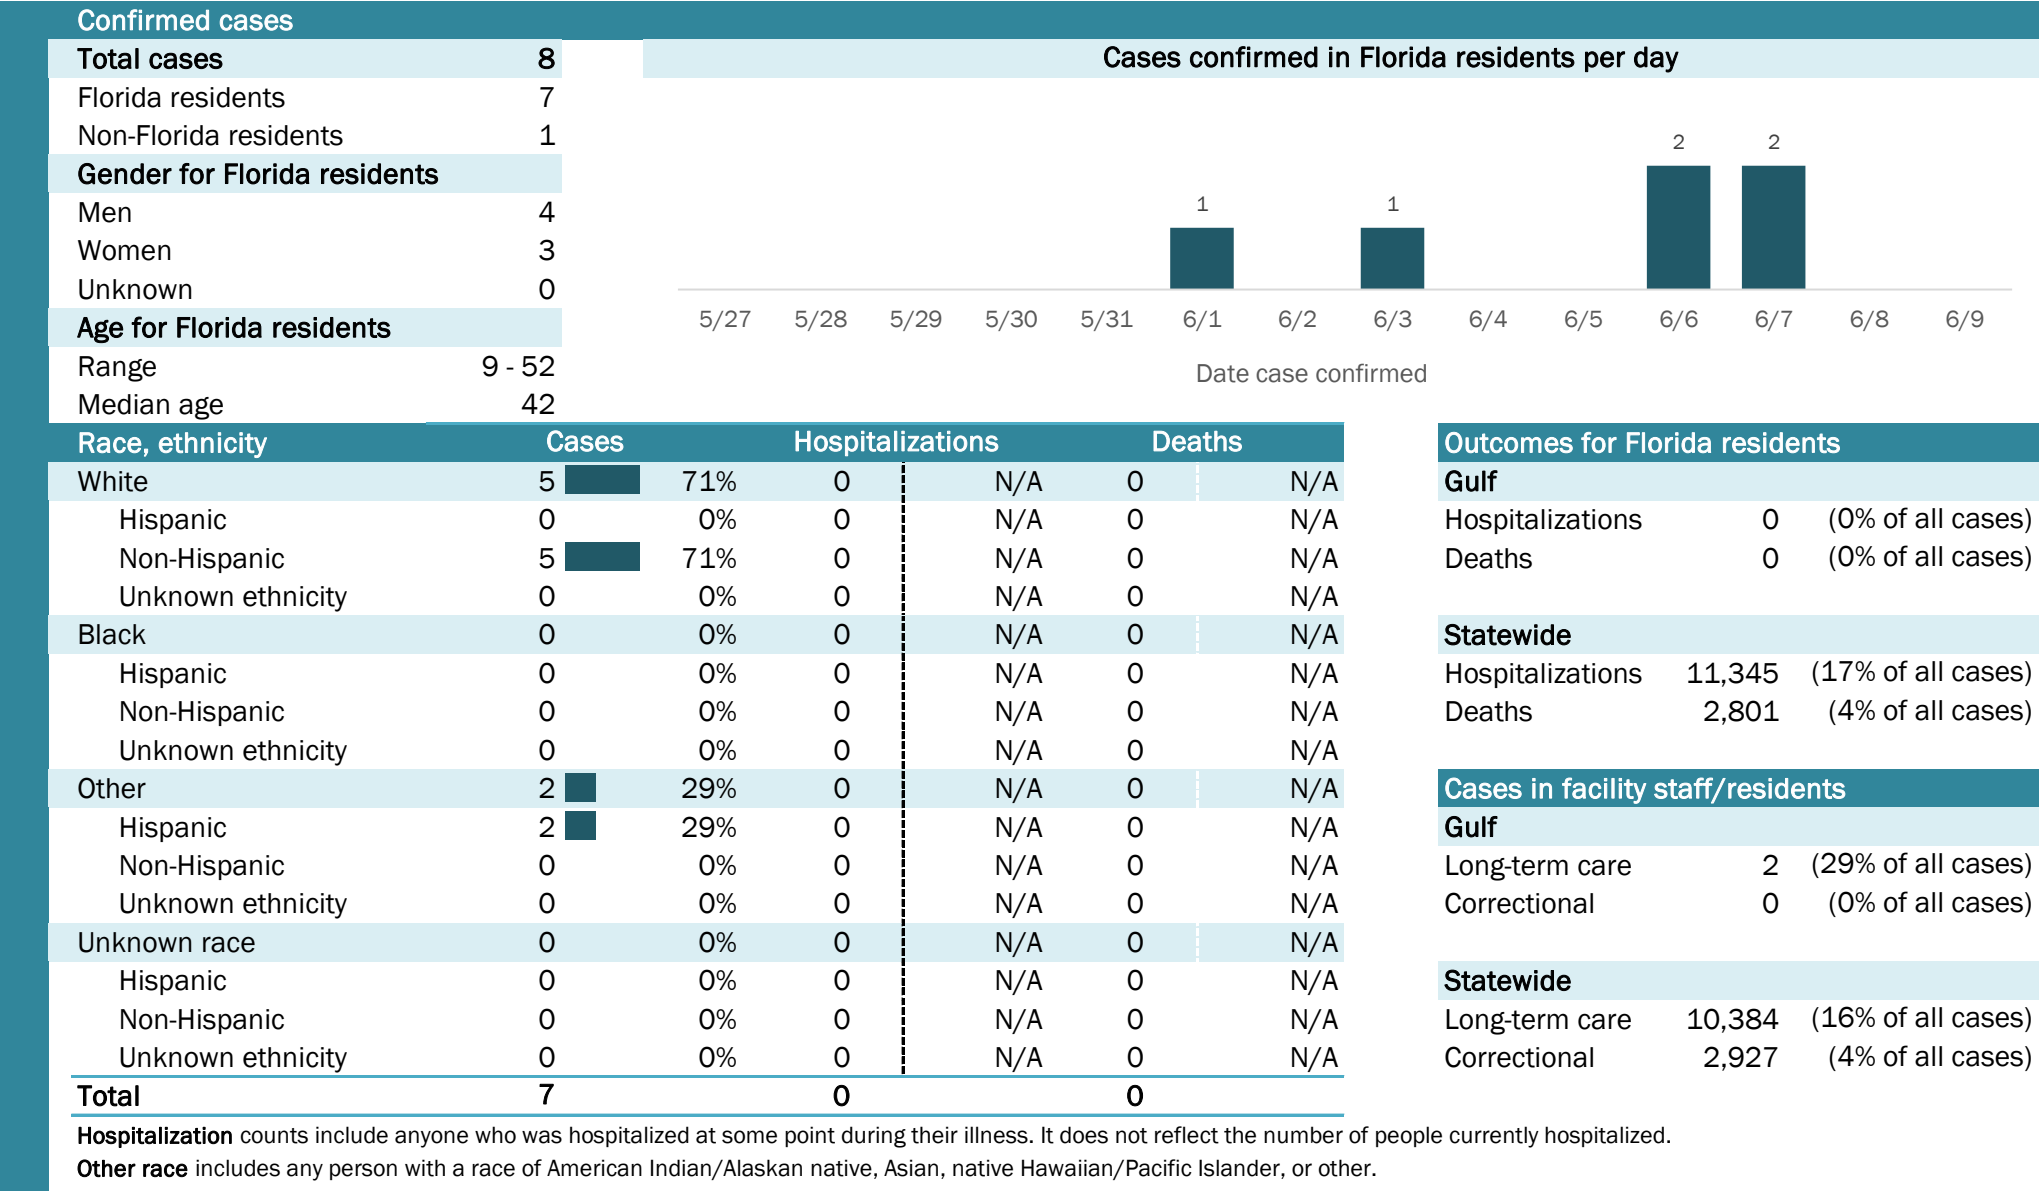 Confirmed cases
Total cases 8
Florida residents 7
Non-Florida residents 1
Gender for Florida residents
Men 4
Women 3
Unknown 0
Age for Florida residents
Range 9 - 52
Median age 42
Cases confirmed in Florida residents per day
1 1 2 2
5/27 5/28 5/29 5/30 5/31 6/1 6/2 6/3 6/4 6/5 6/6 6/7 6/8 6/9
Date case confirmed
Race, ethnicity Cases Hospitalizations Deaths
White 5 71% 0 N/A 0 N/A
Hispanic 0 0% 0 N/A 0 N/A
Non-Hispanic 5 71% 0 N/A 0 N/A
Unknown ethnicity 0 0% 0 N/A 0 N/A
Black 0 0% 0 N/A 0 N/A
Hispanic 0 0% 0 N/A 0 N/A
Non-Hispanic 0 0% 0 N/A 0 N/A
Unknown ethnicity 0 0% 0 N/A 0 N/A
Other 2 29% 0 N/A 0 N/A
Hispanic 2 29% 0 N/A 0 N/A
Non-Hispanic 0 0% 0 N/A 0 N/A
Unknown ethnicity 0 0% 0 N/A 0 N/A
Unknown race 0 0% 0 N/A 0 N/A
Hispanic 0 0% 0 N/A 0 N/A
Non-Hispanic 0 0% 0 N/A 0 N/A
Unknown ethnicity 0 0% 0 N/A 0 N/A
Total 7 0 0
Outcomes for Florida residents
Gulf
Hospitalizations 0 (0% of all cases)
Deaths 0 (0% of all cases)
Statewide
Hospitalizations 11,345 (17% of all cases)
Deaths 2,801 (4% of all cases)
Cases in facility staff/residents
Gulf
Long-term care 2 (29% of all cases)
Correctional 0 (0% of all cases)
Statewide
Long-term care 10,384 (16% of all cases)
Correctional 2,927 (4% of all cases)
Hospitalization counts include anyone who was hospitalized at some point during their illness. It does not reflect the number of people currently hospitalized.
Other race includes any person with a race of American Indian/Alaskan native, Asian, native Hawaiian/Pacific Islander, or other.